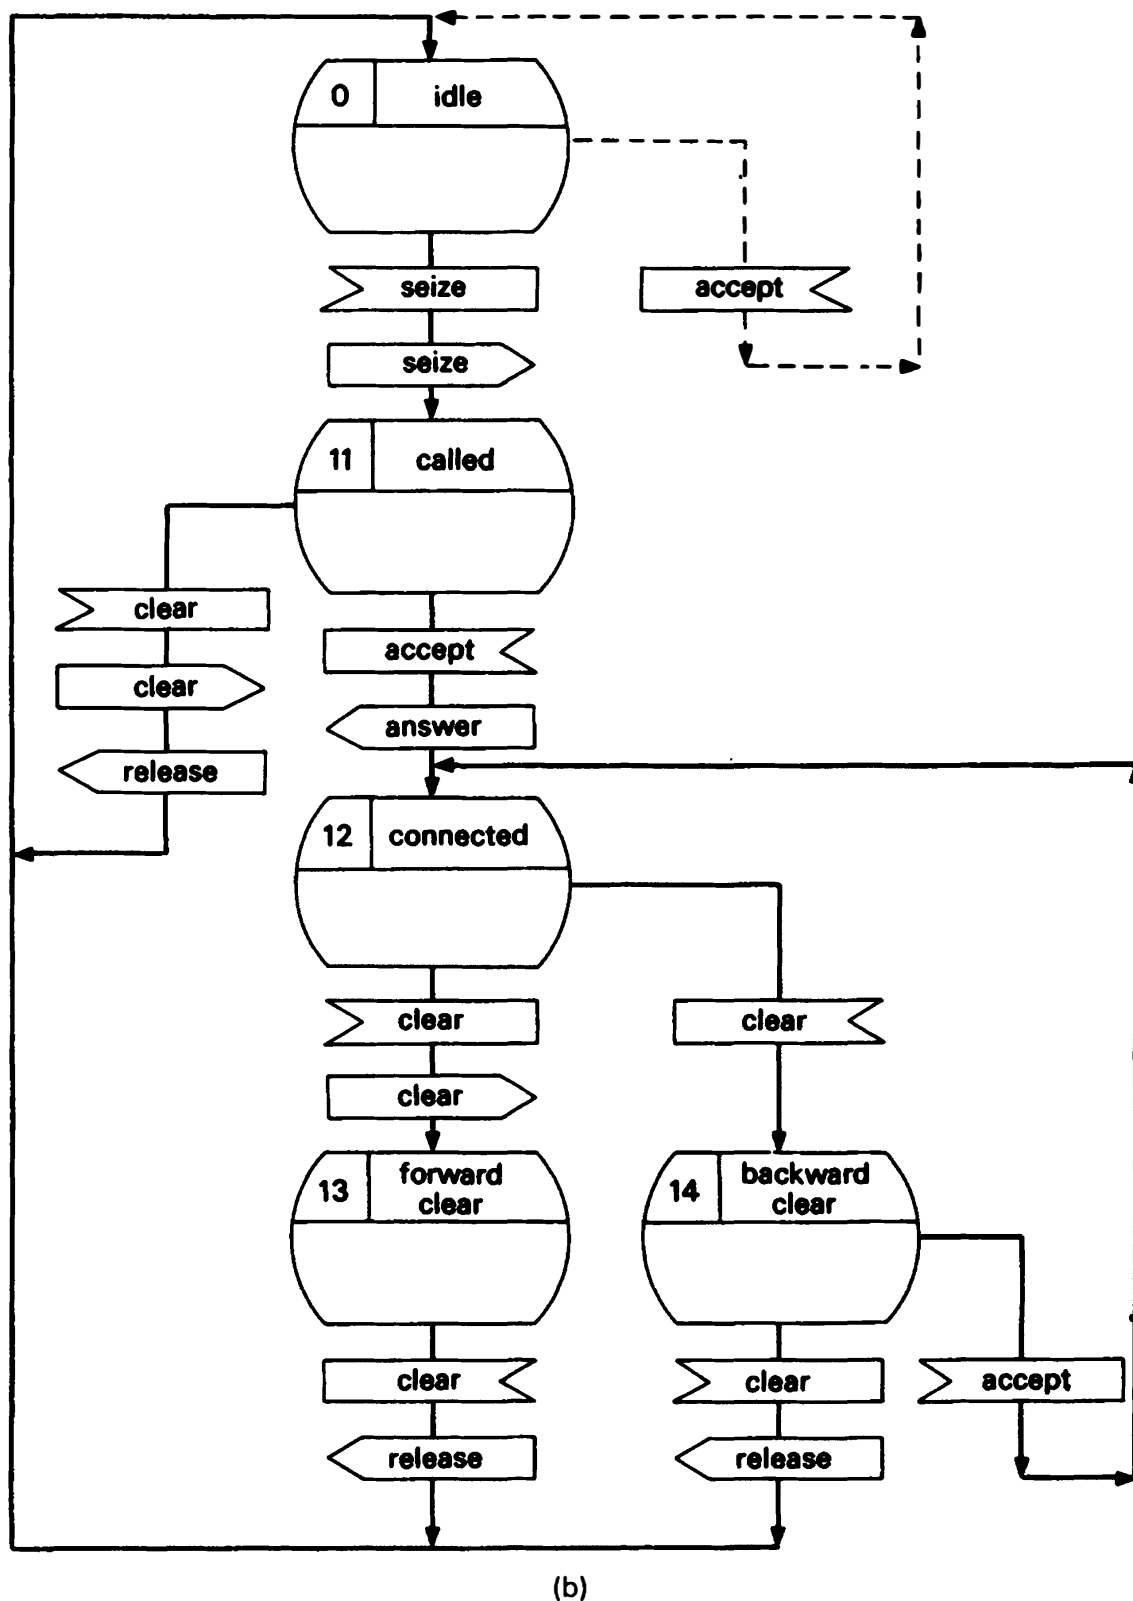 0 idle
seize
accept
seize
11 called
clear
accept
clear
answer
release
12 connected
clear
clear
clear
13 forward
clear
14 backward
clear
clear
clear
accept
release
release
(b)